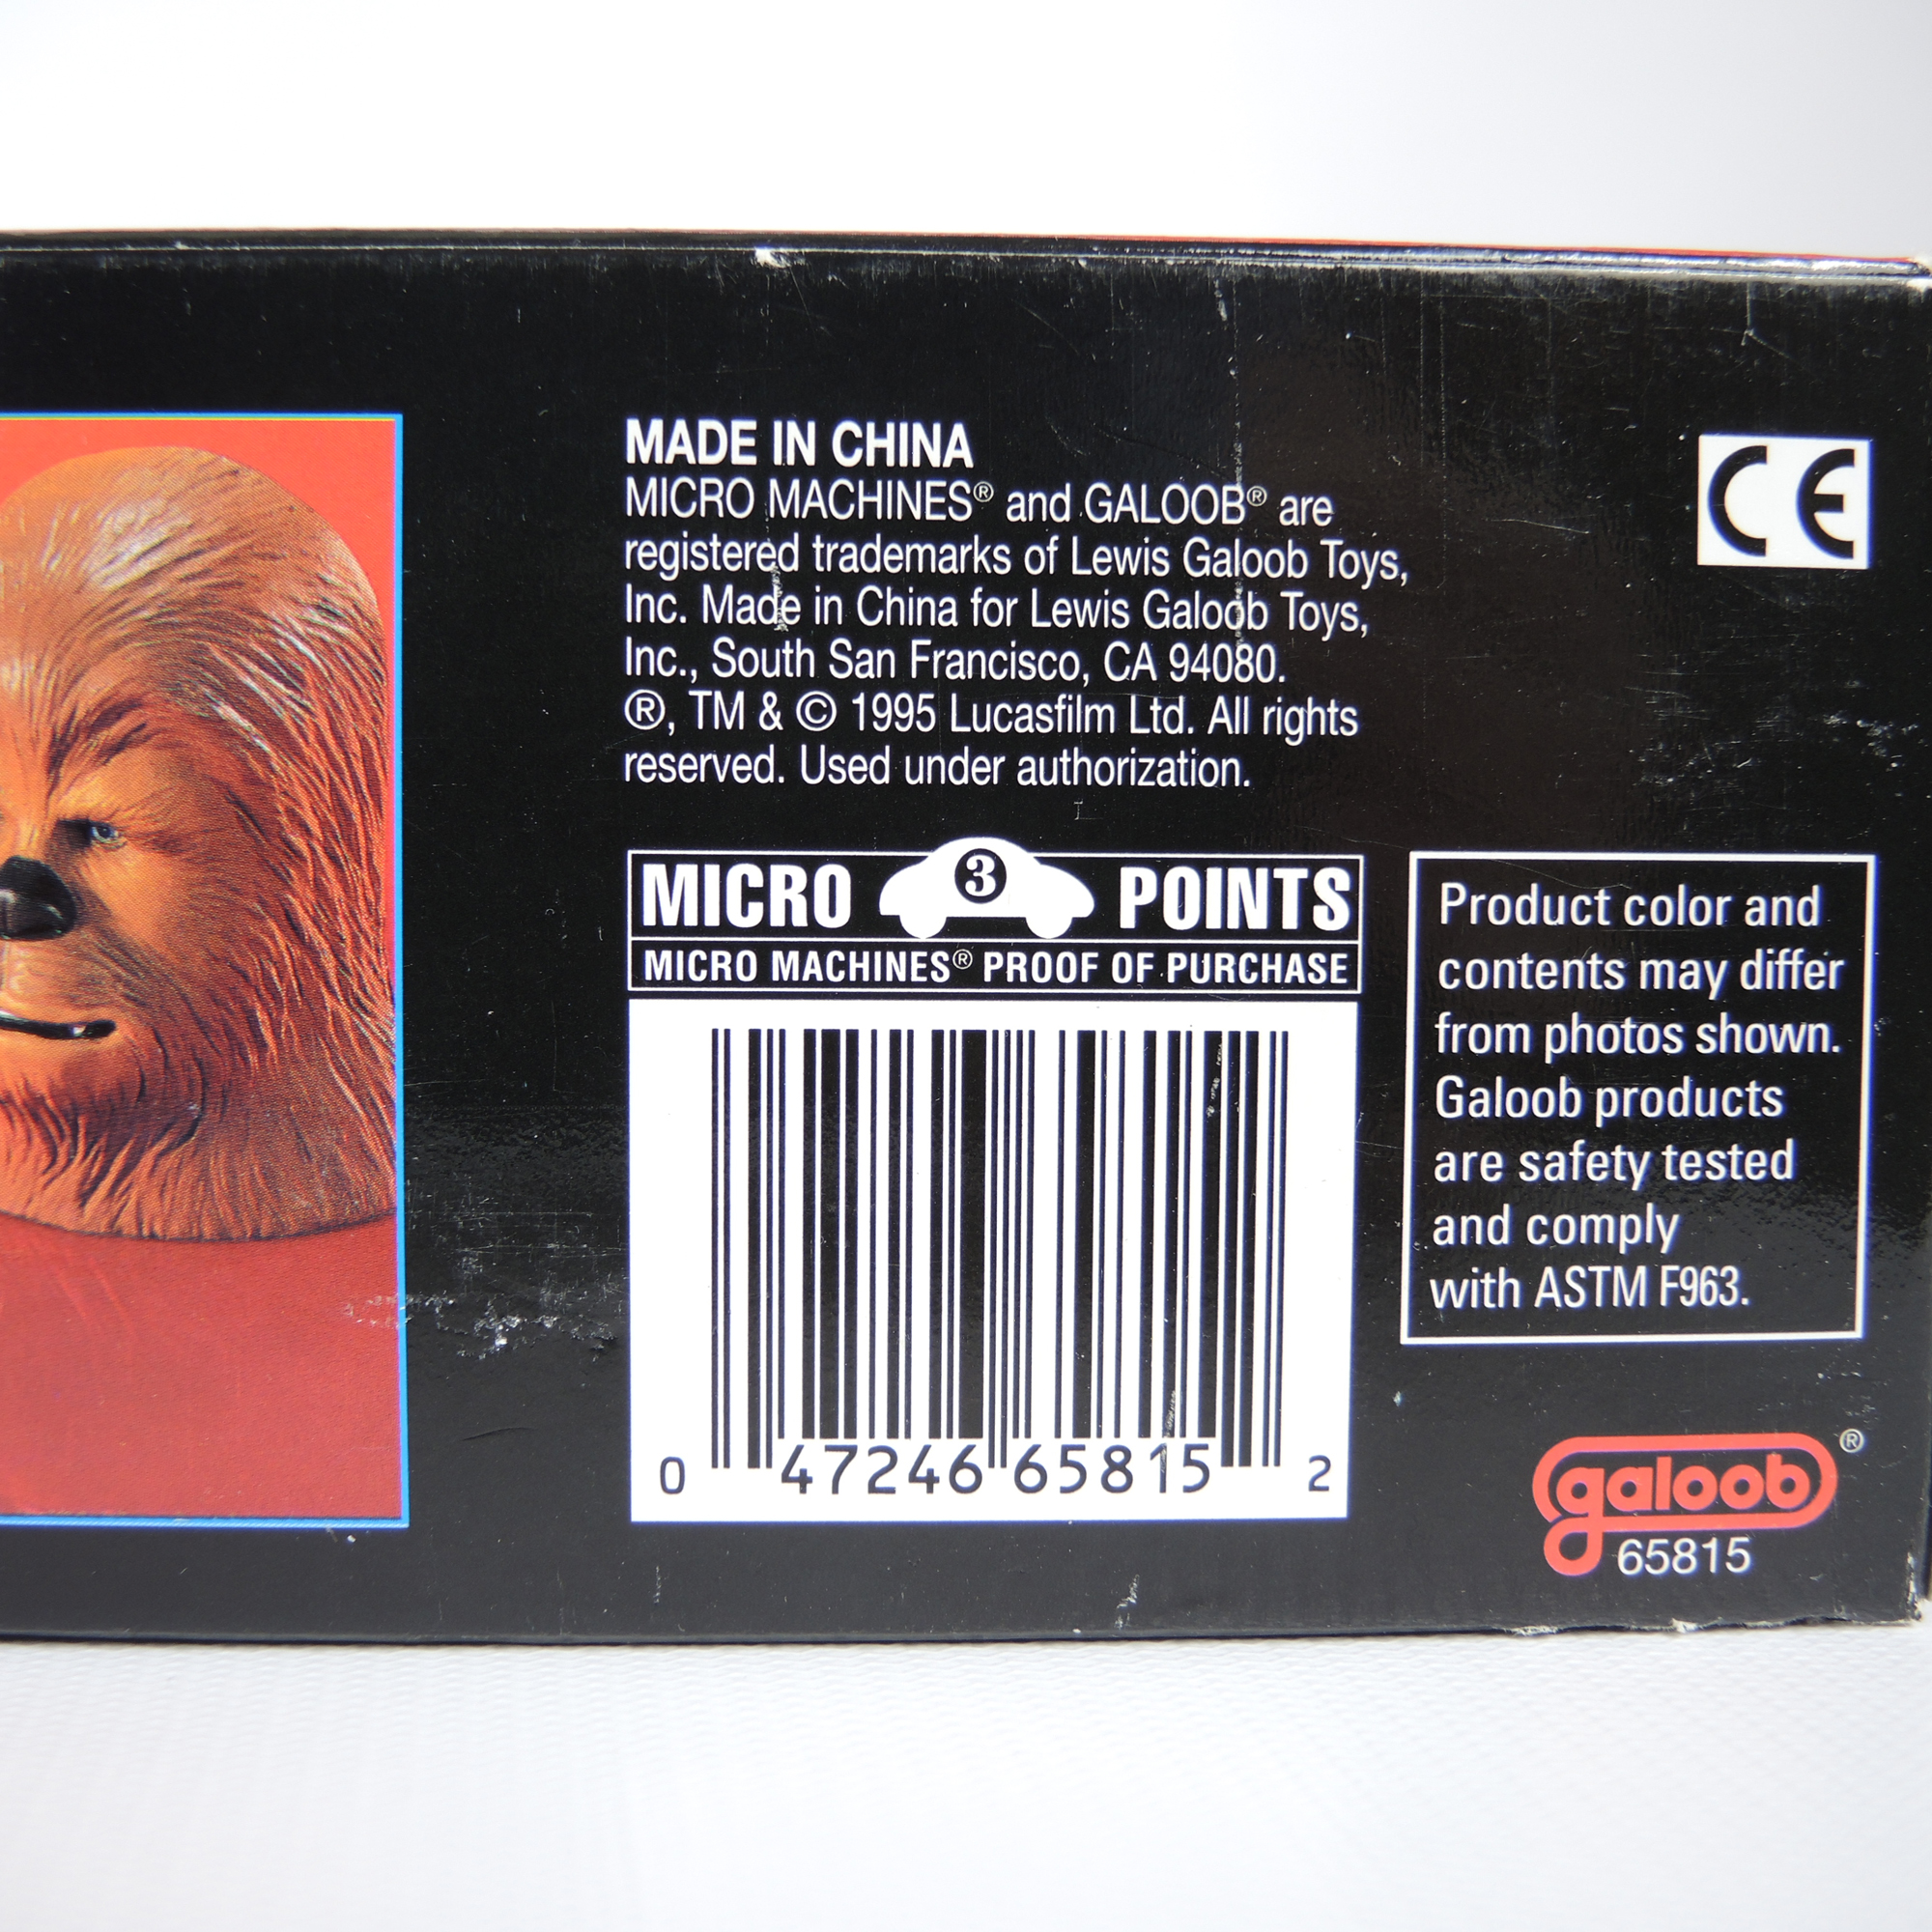 MADE IN CHINA
MICRO MACHINES® and GALOOB® are
registered trademarks of Lewis Galoob Toys,
Inc. Made in China for Lewis Galoob Toys,
Inc., South San Francisco, CA 94080.
®, TM & © 1995 Lucasfilm Ltd. All rights
reserved. Used under authorization.
CE
MICRO 3 POINTS
MICRO MACHINES® PROOF OF PURCHASE
0 47246 65815 2
Product color and
contents may differ
from photos shown.
Galoob products
are safety tested
and comply
with ASTM F963.
galoob®
65815